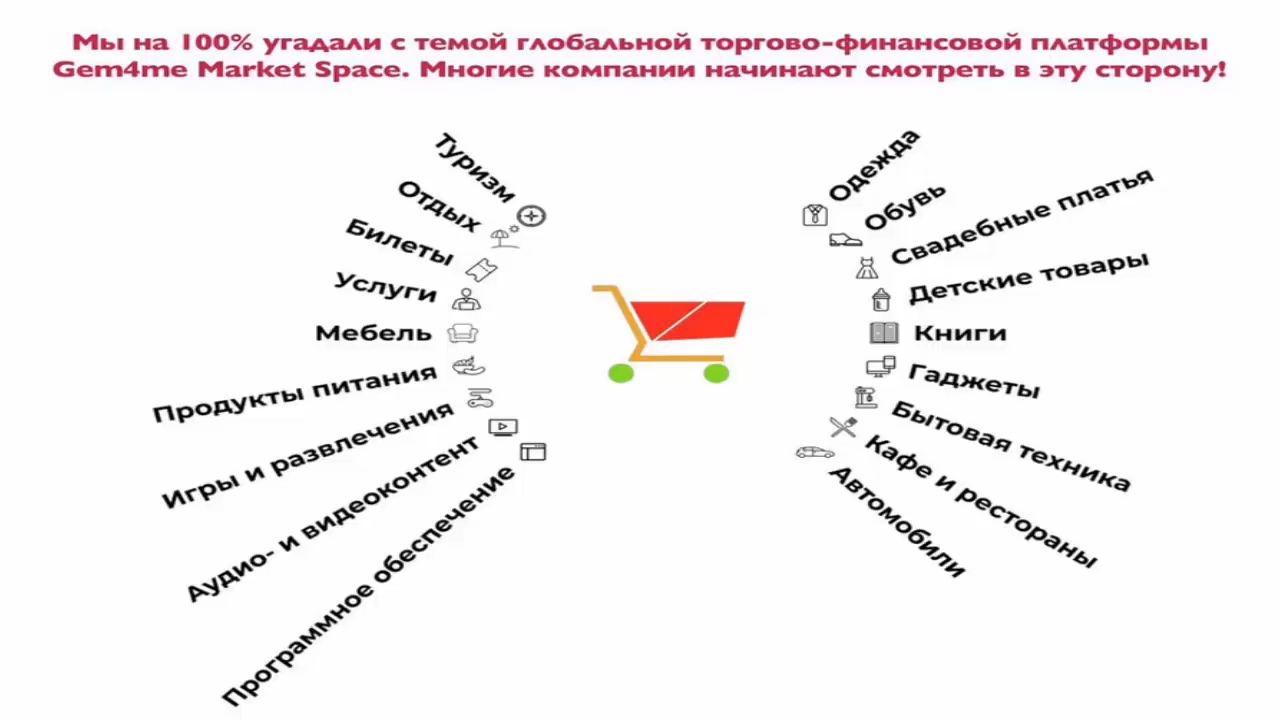 Мы на 100% угадали с темой глобальной торгово-финансовой платформы
Gem4me Market Space. Многие компании начинают смотреть в эту сторону!
Туризм
Отдых
Билеты
Услуги
Мебель
Продукты питания
Игры и развлечения
Аудио- и видеоконтент
Программное обеспечение
Одежда
Обувь
Свадебные платья
Детские товары
Книги
Гаджеты
Бытовая техника
Кафе и рестораны
Автомобили